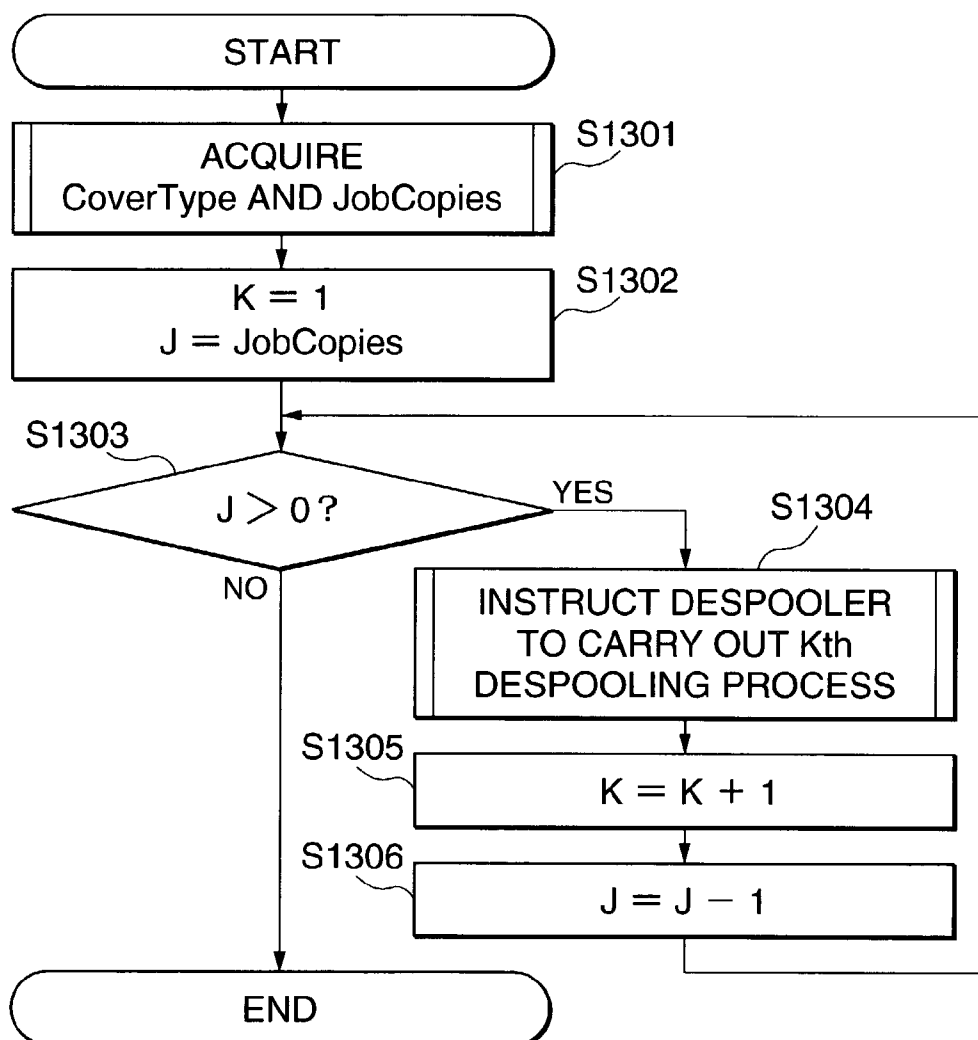 START
S1301
ACQUIRE
CoverType AND JobCopies
S1302
K = 1
J = JobCopies
S1303
J > 0?
YES
NO
S1304
INSTRUCT DESPOOLER
TO CARRY OUT Kth
DESPOOLING PROCESS
S1305
K = K + 1
S1306
J = J − 1
END